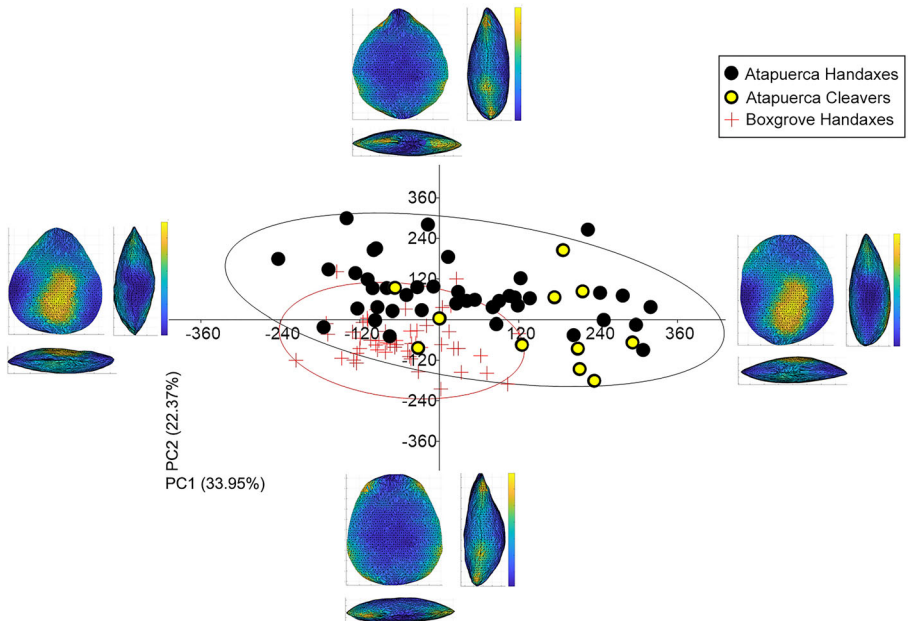 Atapuerca Handaxes
Atapuerca Cleavers
Boxgrove Handaxes
360
240
120
-360
-240
-120
120
240
360
-120
-240
-360
PC2 (22.37%)
PC1 (33.95%)